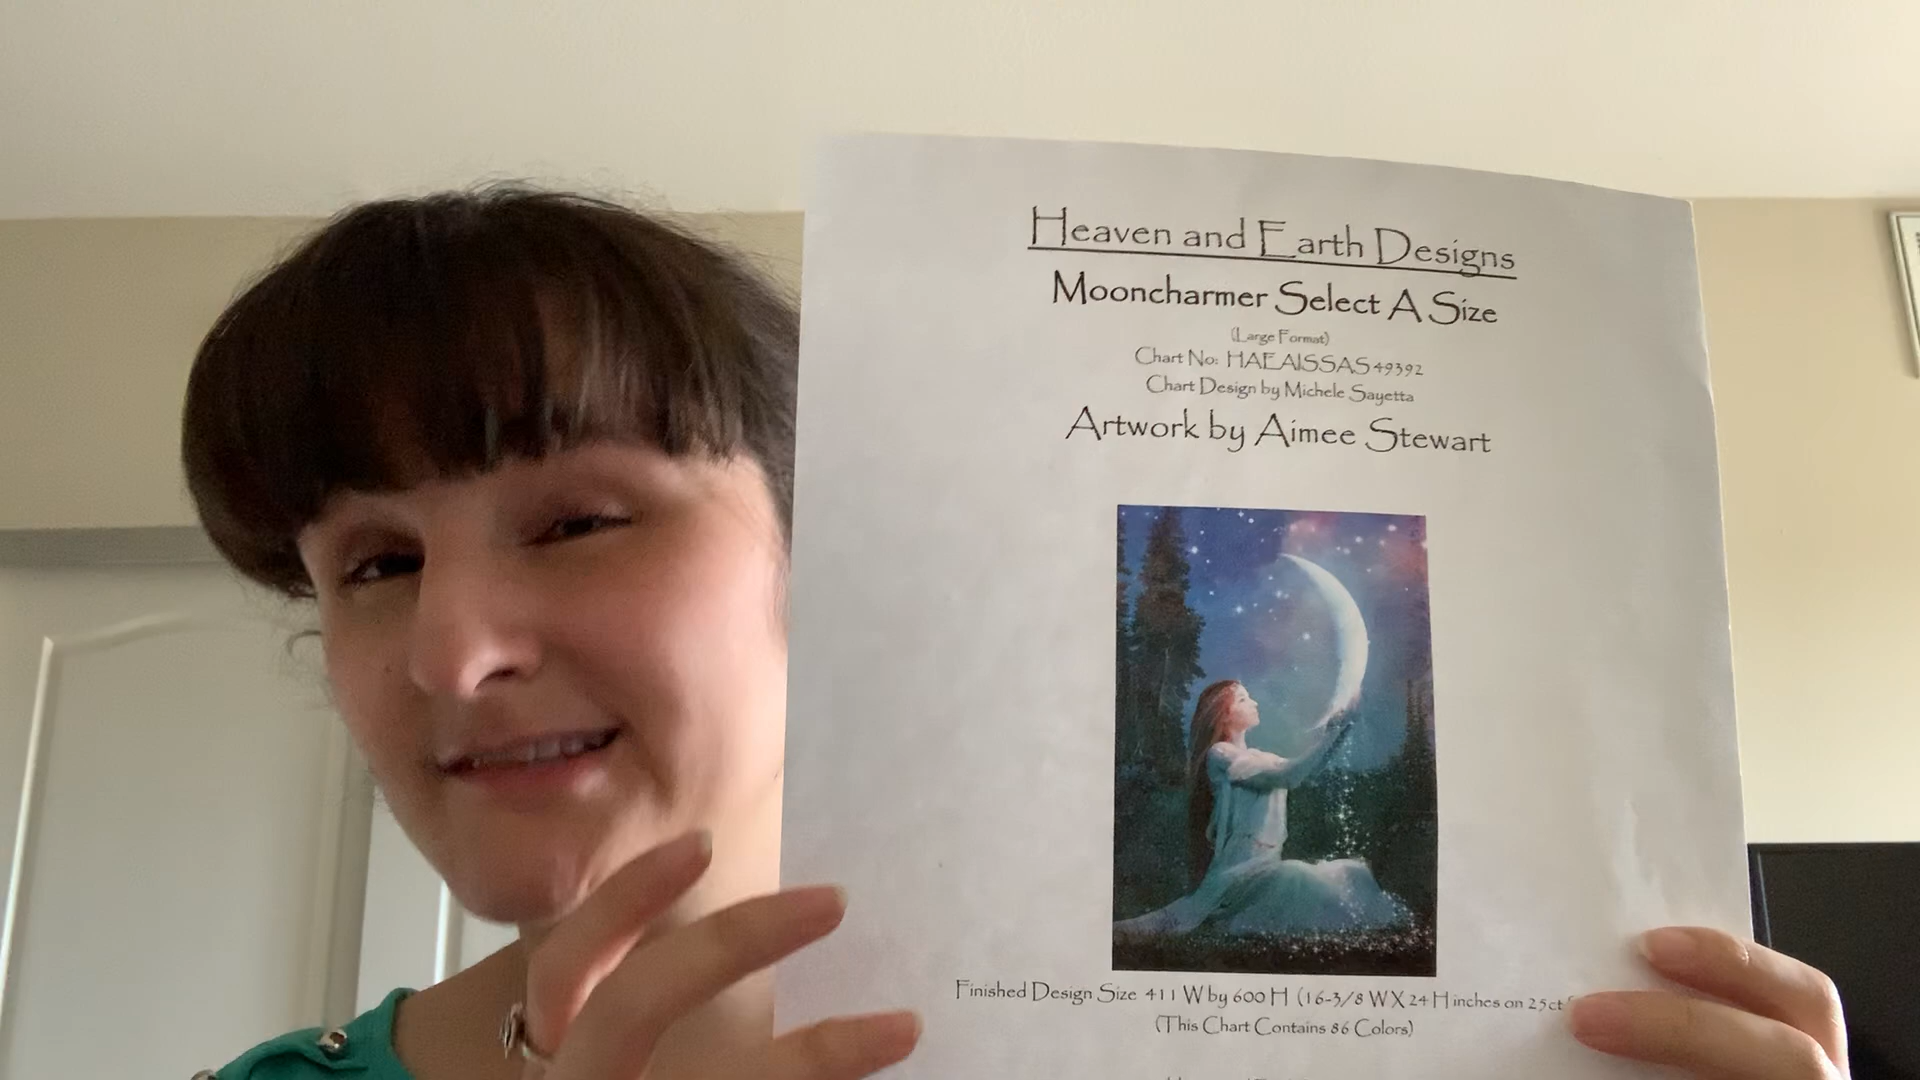 Heaven and Earth Designs
Mooncharmer Select A Size
(Large Format)
Chart No: HAEAISSAS49392
Chart Design by Michele Sayetta
Artwork by Aimee Stewart
Finished Design Size 411 W by 600 H (16-3/8 W X 24 H inches on 25ct
(This Chart Contains 86 Colors)